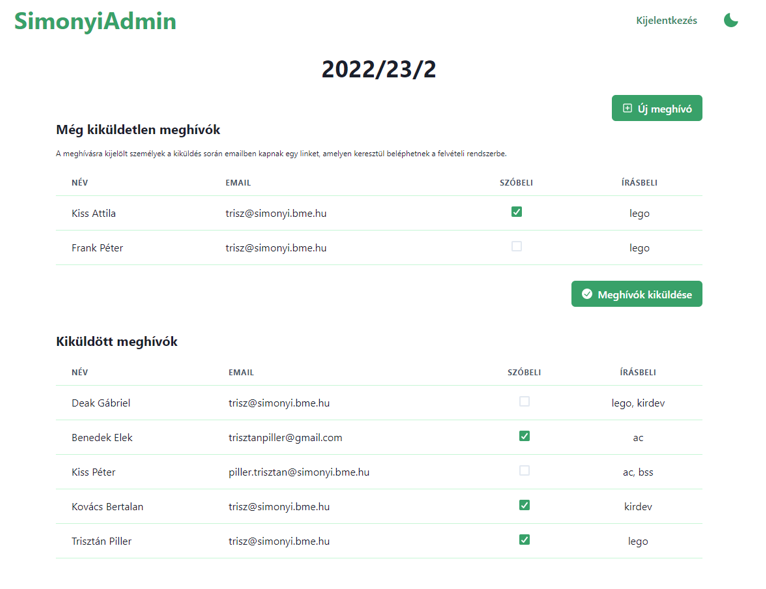 SimonyiAdmin
Kijelentkezés
2022/23/2
Új meghívó
Még kiküldetlen meghívók
A meghívásra kijelölt személyek a kiküldés során emailben kapnak egy linket, amelyen keresztül beléphetnek a felvételi rendszerbe.
NÉV EMAIL SZÓBELI ÍRÁSBELI
Kiss Attila trisz@simonyi.bme.hu lego
Frank Péter trisz@simonyi.bme.hu lego
Meghívók kiküldése
Kiküldött meghívók
NÉV EMAIL SZÓBELI ÍRÁSBELI
Deak Gábriel trisz@simonyi.bme.hu lego, kirdev
Benedek Elek trisztanpiller@gmail.com ac
Kiss Péter piller.trisztan@simonyi.bme.hu ac, bss
Kovács Bertalan trisz@simonyi.bme.hu kirdev
Trisztán Piller trisz@simonyi.bme.hu lego